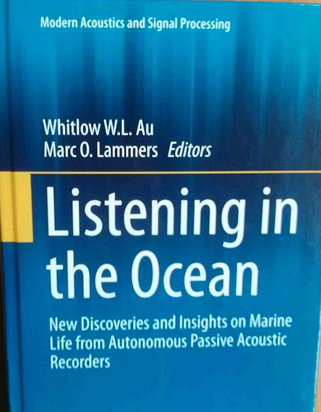 Modern Acoustics and Signal Processing
Whitlow W.L. Au
Marc O. Lammers Editors
Listening in
the Ocean
New Discoveries and Insights on Marine
Life from Autonomous Passive Acoustic
Recorders